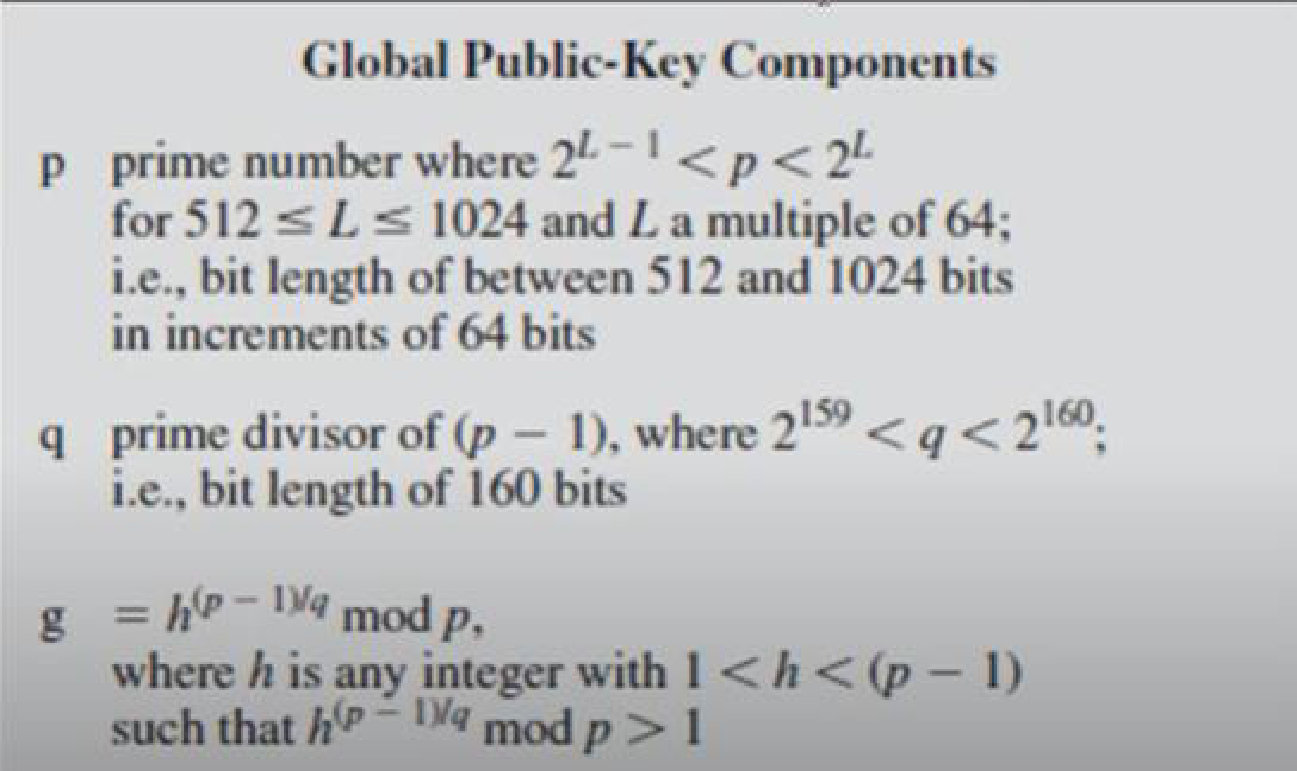 Global Public-Key Components
p prime number where 2^{L – 1} < p < 2^L
for 512 ≤ L ≤ 1024 and L a multiple of 64;
i.e., bit length of between 512 and 1024 bits
in increments of 64 bits
q prime divisor of (p – 1), where 2^{159} < q < 2^{160};
i.e., bit length of 160 bits
g = h^{(p – 1)/q} mod p,
where h is any integer with 1 < h < (p – 1)
such that h^{(p – 1)/q} mod p > 1